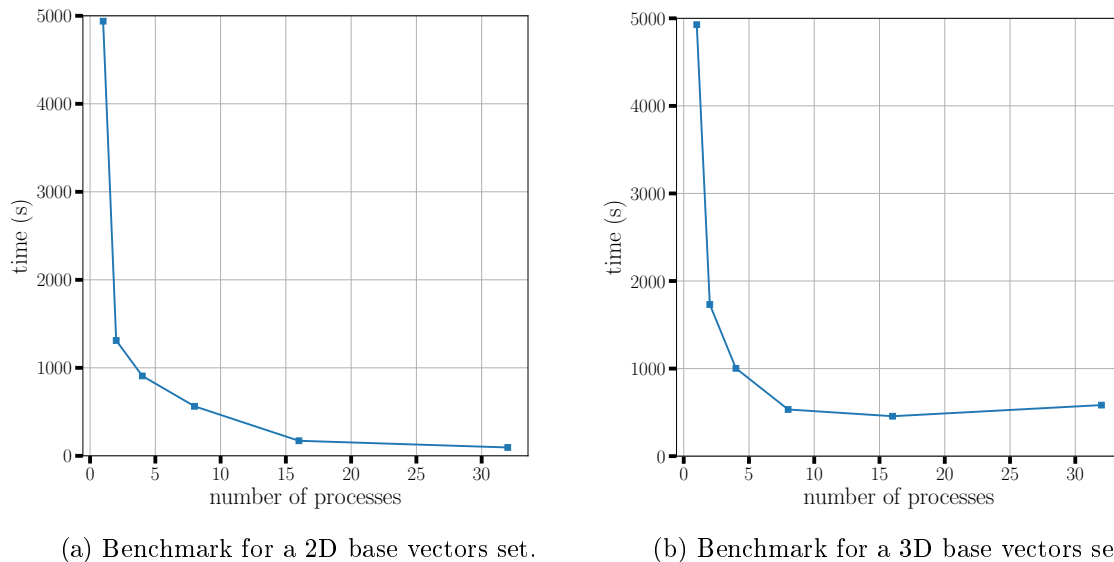 5000
4000
3000
2000
1000
0
time (s)
0 5 10 15 20 25 30
number of processes
(a) Benchmark for a 2D base vectors set.
5000
4000
3000
2000
1000
0
time (s)
0 5 10 15 20 25 30
number of processes
(b) Benchmark for a 3D base vectors se